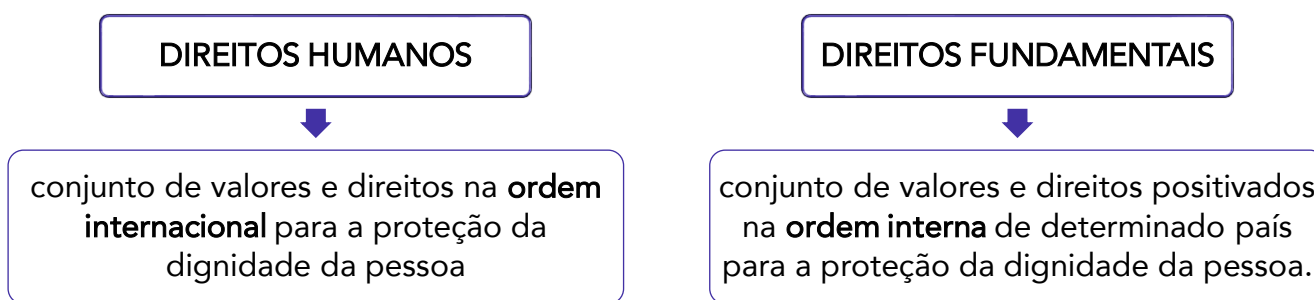 DIREITOS HUMANOS
conjunto de valores e direitos na ordem
internacional para a proteção da
dignidade da pessoa
DIREITOS FUNDAMENTAIS
conjunto de valores e direitos positivados
na ordem interna de determinado país
para a proteção da dignidade da pessoa.